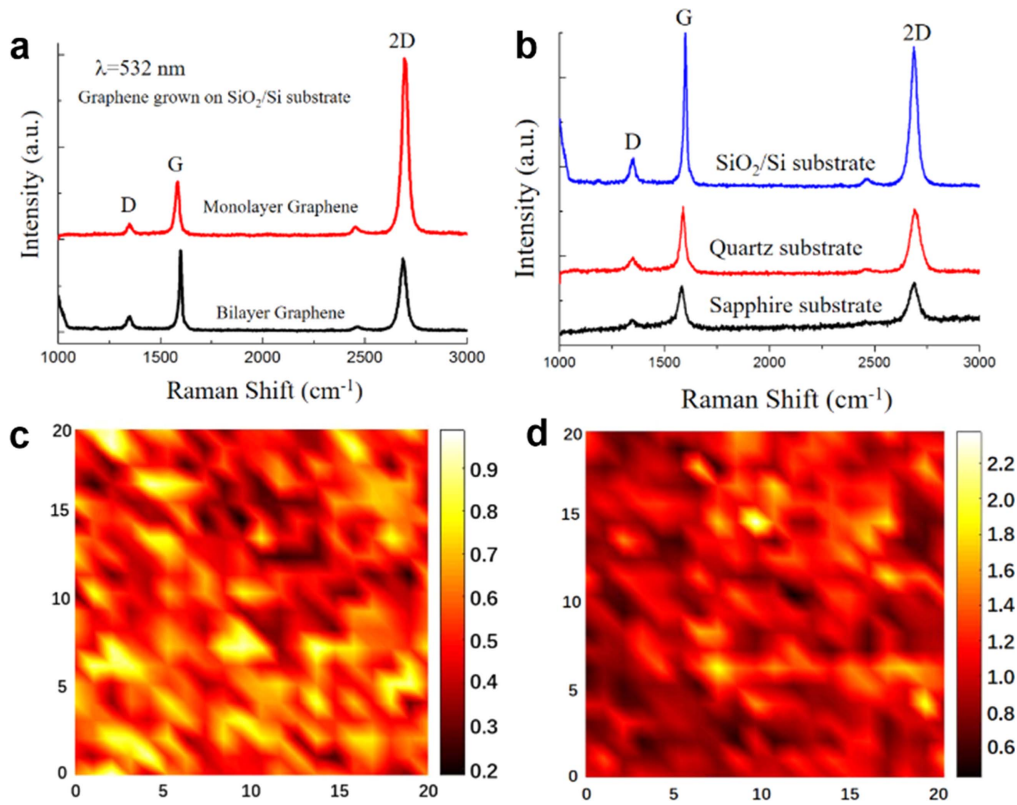 a
2D
λ=532 nm
Graphene grown on SiO₂/Si substrate
G
D
Monolayer Graphene
Bilayer Graphene
Intensity (a.u.)
1000 1500 2000 2500 3000
Raman Shift (cm⁻¹)
b
G
2D
D
SiO₂/Si substrate
Quartz substrate
Sapphire substrate
Intensity (a.u.)
1000 1500 2000 2500 3000
Raman Shift (cm⁻¹)
c
20
15
10
5
0
0 5 10 15 20
0.9
0.8
0.7
0.6
0.5
0.4
0.3
0.2
d
20
15
10
5
0
0 5 10 15 20
2.2
2.0
1.8
1.6
1.4
1.2
1.0
0.8
0.6